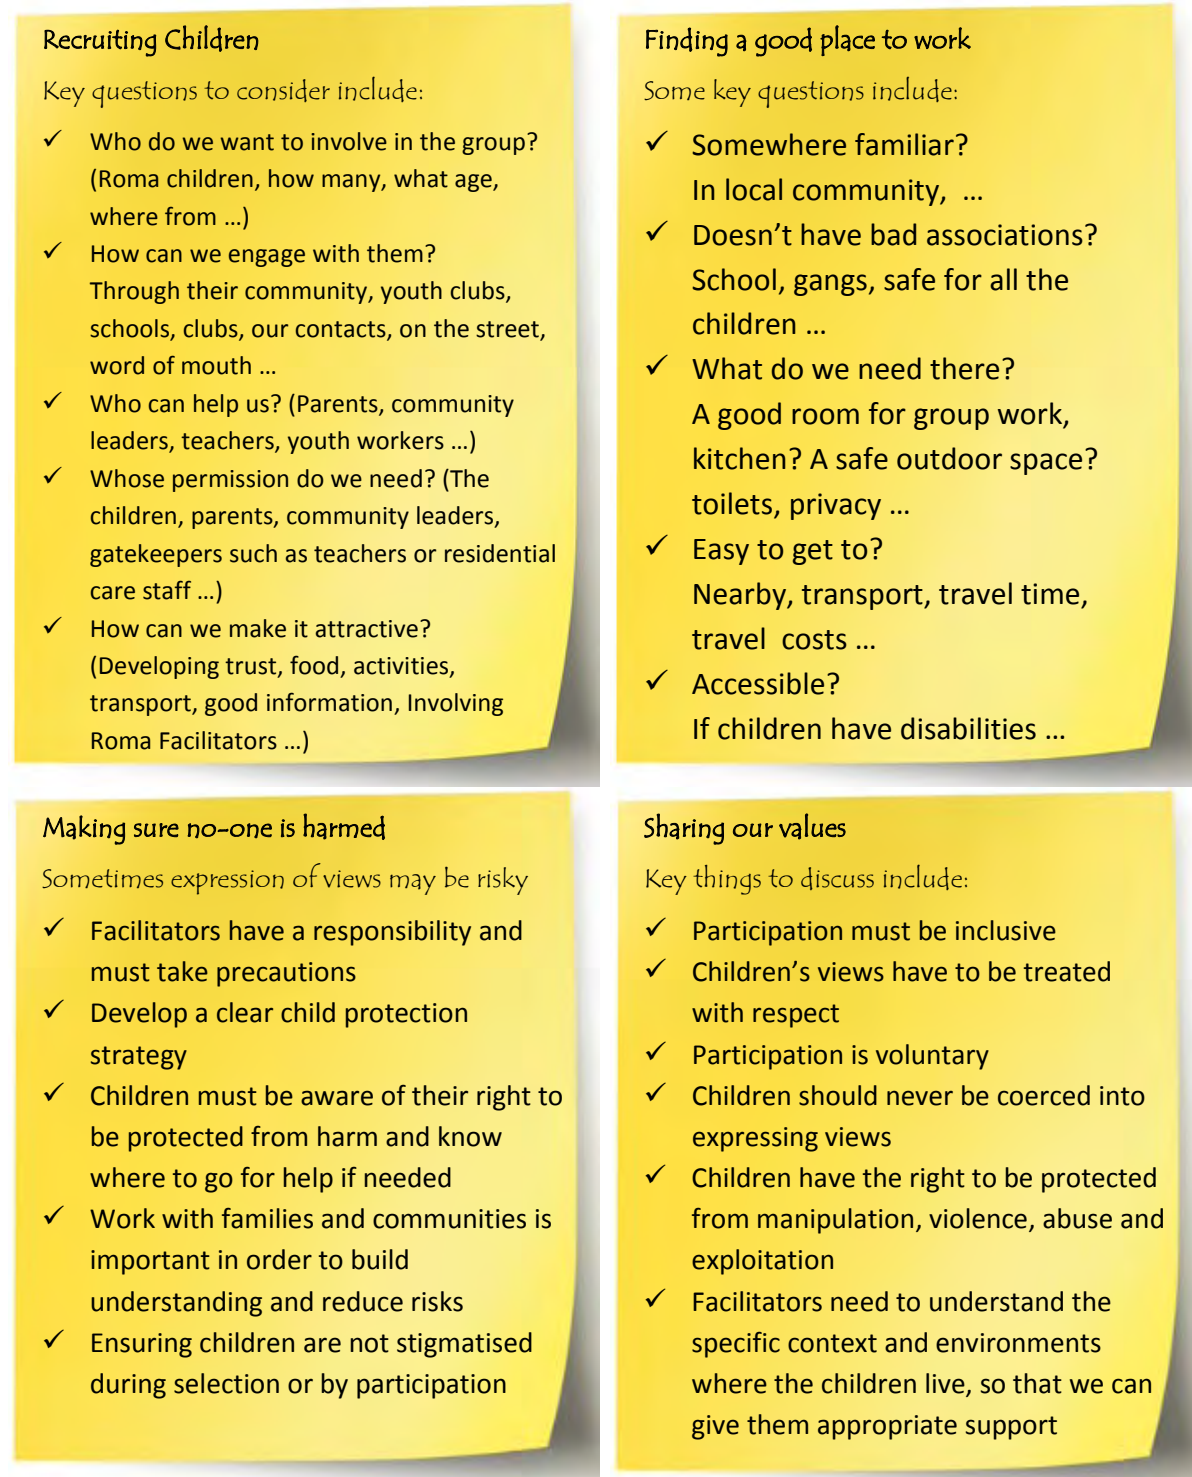 Recruiting Children
Key questions to consider include:
✓ Who do we want to involve in the group?
(Roma children, how many, what age,
where from …)
✓ How can we engage with them?
Through their community, youth clubs,
schools, clubs, our contacts, on the street,
word of mouth …
✓ Who can help us? (Parents, community
leaders, teachers, youth workers …)
✓ Whose permission do we need? (The
children, parents, community leaders,
gatekeepers such as teachers or residential
care staff …)
✓ How can we make it attractive?
(Developing trust, food, activities,
transport, good information, Involving
Roma Facilitators …)
Finding a good place to work
Some key questions include:
✓ Somewhere familiar?
In local community, …
✓ Doesn’t have bad associations?
School, gangs, safe for all the
children …
✓ What do we need there?
A good room for group work,
kitchen? A safe outdoor space?
toilets, privacy …
✓ Easy to get to?
Nearby, transport, travel time,
travel costs …
✓ Accessible?
If children have disabilities …
Making sure no-one is harmed
Sometimes expression of views may be risky
✓ Facilitators have a responsibility and
must take precautions
✓ Develop a clear child protection
strategy
✓ Children must be aware of their right to
be protected from harm and know
where to go for help if needed
✓ Work with families and communities is
important in order to build
understanding and reduce risks
✓ Ensuring children are not stigmatised
during selection or by participation
Sharing our values
Key things to discuss include:
✓ Participation must be inclusive
✓ Children’s views have to be treated
with respect
✓ Participation is voluntary
✓ Children should never be coerced into
expressing views
✓ Children have the right to be protected
from manipulation, violence, abuse and
exploitation
✓ Facilitators need to understand the
specific context and environments
where the children live, so that we can
give them appropriate support